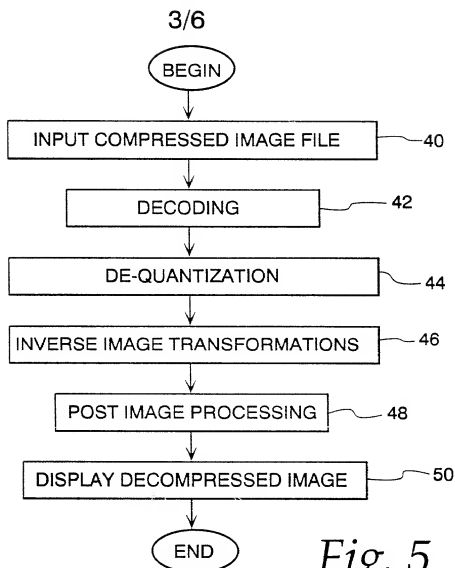 3/6
BEGIN
INPUT COMPRESSED IMAGE FILE 40
DECODING 42
DE-QUANTIZATION 44
INVERSE IMAGE TRANSFORMATIONS 46
POST IMAGE PROCESSING 48
DISPLAY DECOMPRESSED IMAGE 50
END
Fig. 5